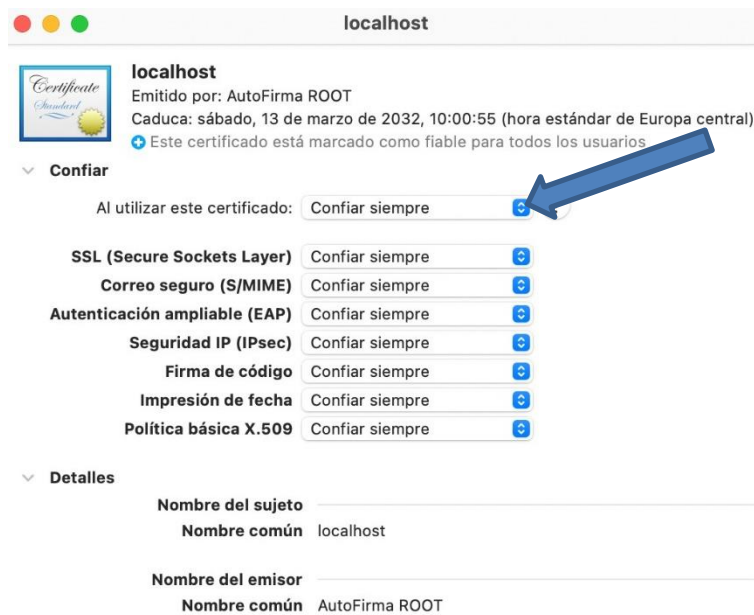 localhost
Certificate
Standard
localhost
Emitido por: AutoFirma ROOT
Caduca: sábado, 13 de marzo de 2032, 10:00:55 (hora estándar de Europa central)
Este certificado está marcado como fiable para todos los usuarios
Confiar
Al utilizar este certificado: Confiar siempre
SSL (Secure Sockets Layer) Confiar siempre
Correo seguro (S/MIME) Confiar siempre
Autenticación ampliable (EAP) Confiar siempre
Seguridad IP (IPsec) Confiar siempre
Firma de código Confiar siempre
Impresión de fecha Confiar siempre
Política básica X.509 Confiar siempre
Detalles
Nombre del sujeto
Nombre común localhost
Nombre del emisor
Nombre común AutoFirma ROOT